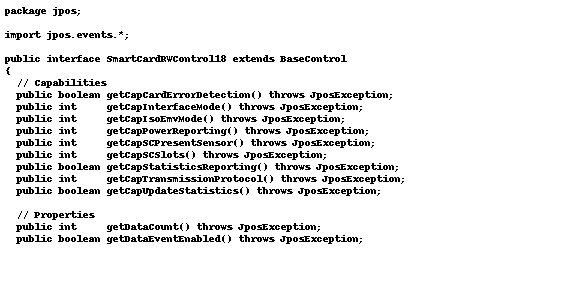 package jpos;

import jpos.events.*;

public interface SmartCardRWControl18 extends BaseControl
{
  // Capabilities
  public boolean getCapCardErrorDetection() throws JposException;
  public int     getCapInterfaceMode() throws JposException;
  public int     getCapIsoEmvMode() throws JposException;
  public int     getCapPowerReporting() throws JposException;
  public int     getCapSCPresentSensor() throws JposException;
  public int     getCapSCSlots() throws JposException;
  public boolean getCapStatisticsReporting() throws JposException;
  public int     getCapTransmissionProtocol() throws JposException;
  public boolean getCapUpdateStatistics() throws JposException;

  // Properties
  public int     getDataCount() throws JposException;
  public boolean getDataEventEnabled() throws JposException;